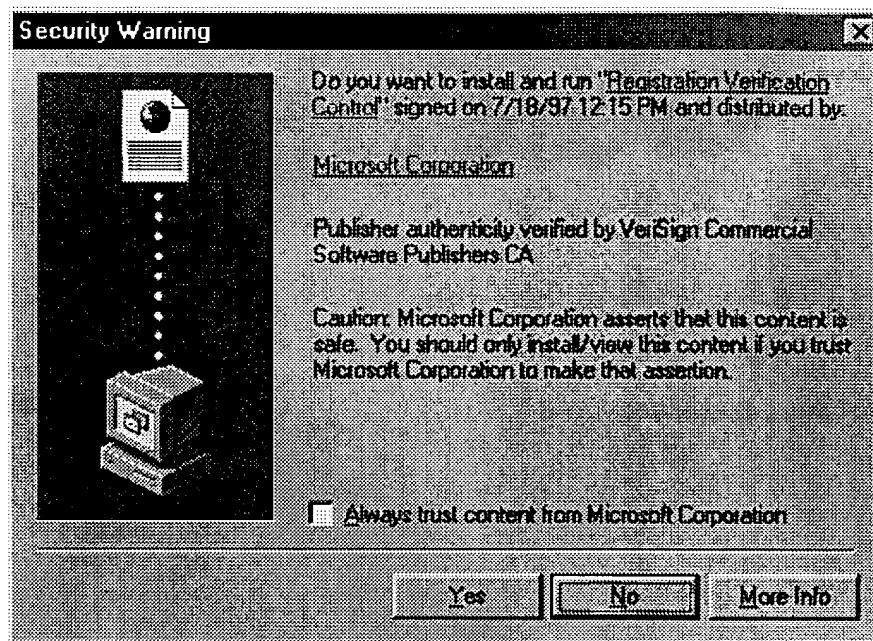 Security Warning
Do you want to install and run "Registration Verification
Control" signed on 7/18/97 12:15 PM and distributed by:
Microsoft Corporation
Publisher authenticity verified by VeriSign Commercial
Software Publishers CA
Caution: Microsoft Corporation asserts that this content is
safe. You should only install/view this content if you trust
Microsoft Corporation to make that assertion.
Always trust content from Microsoft Corporation
Yes No More Info